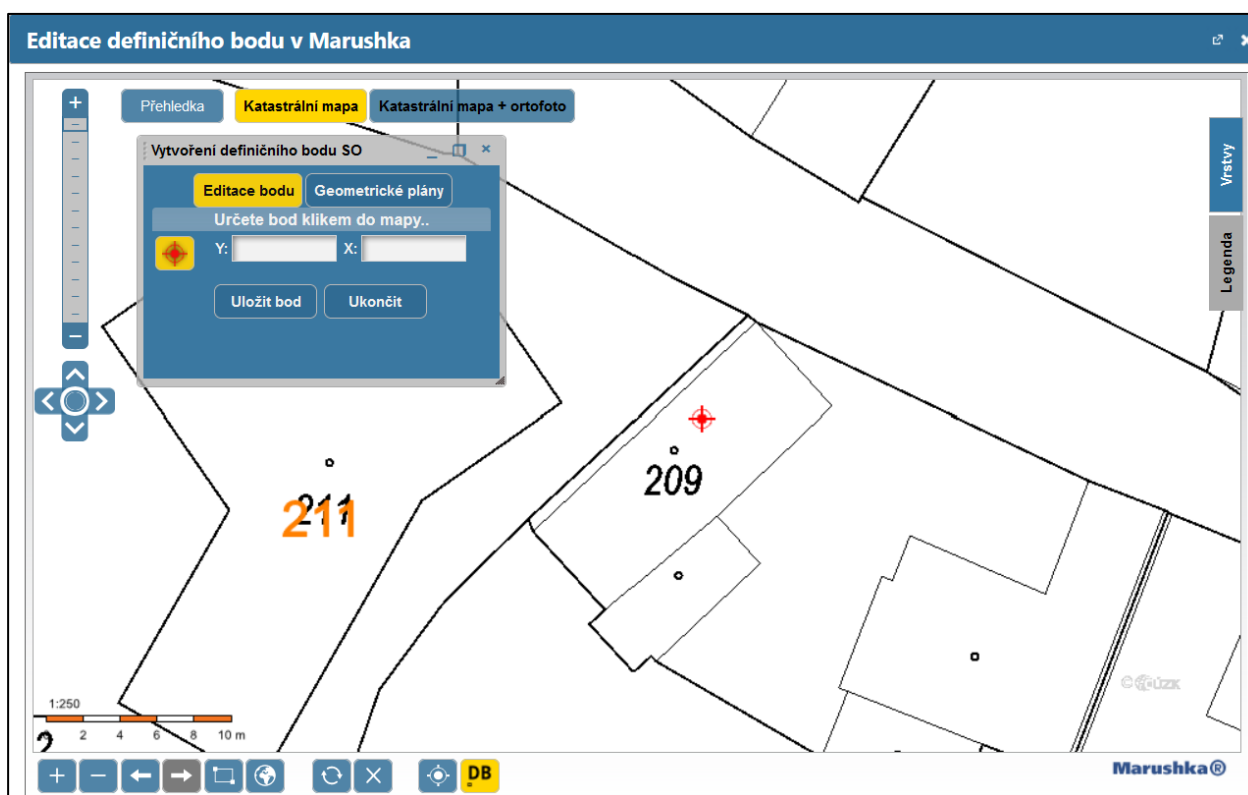 Editace definičního bodu v Marushka
Přehledka
Katastrální mapa
Katastrální mapa + ortofoto
Vytvoření definičního bodu SO
Editace bodu
Geometrické plány
Určete bod klikem do mapy..
Y:
X:
Uložit bod
Ukončit
Vrstvy
Legenda
209
211
211
1:250
2 4 6 8 10 m
2
© ČÚZK
DB
Marushka®